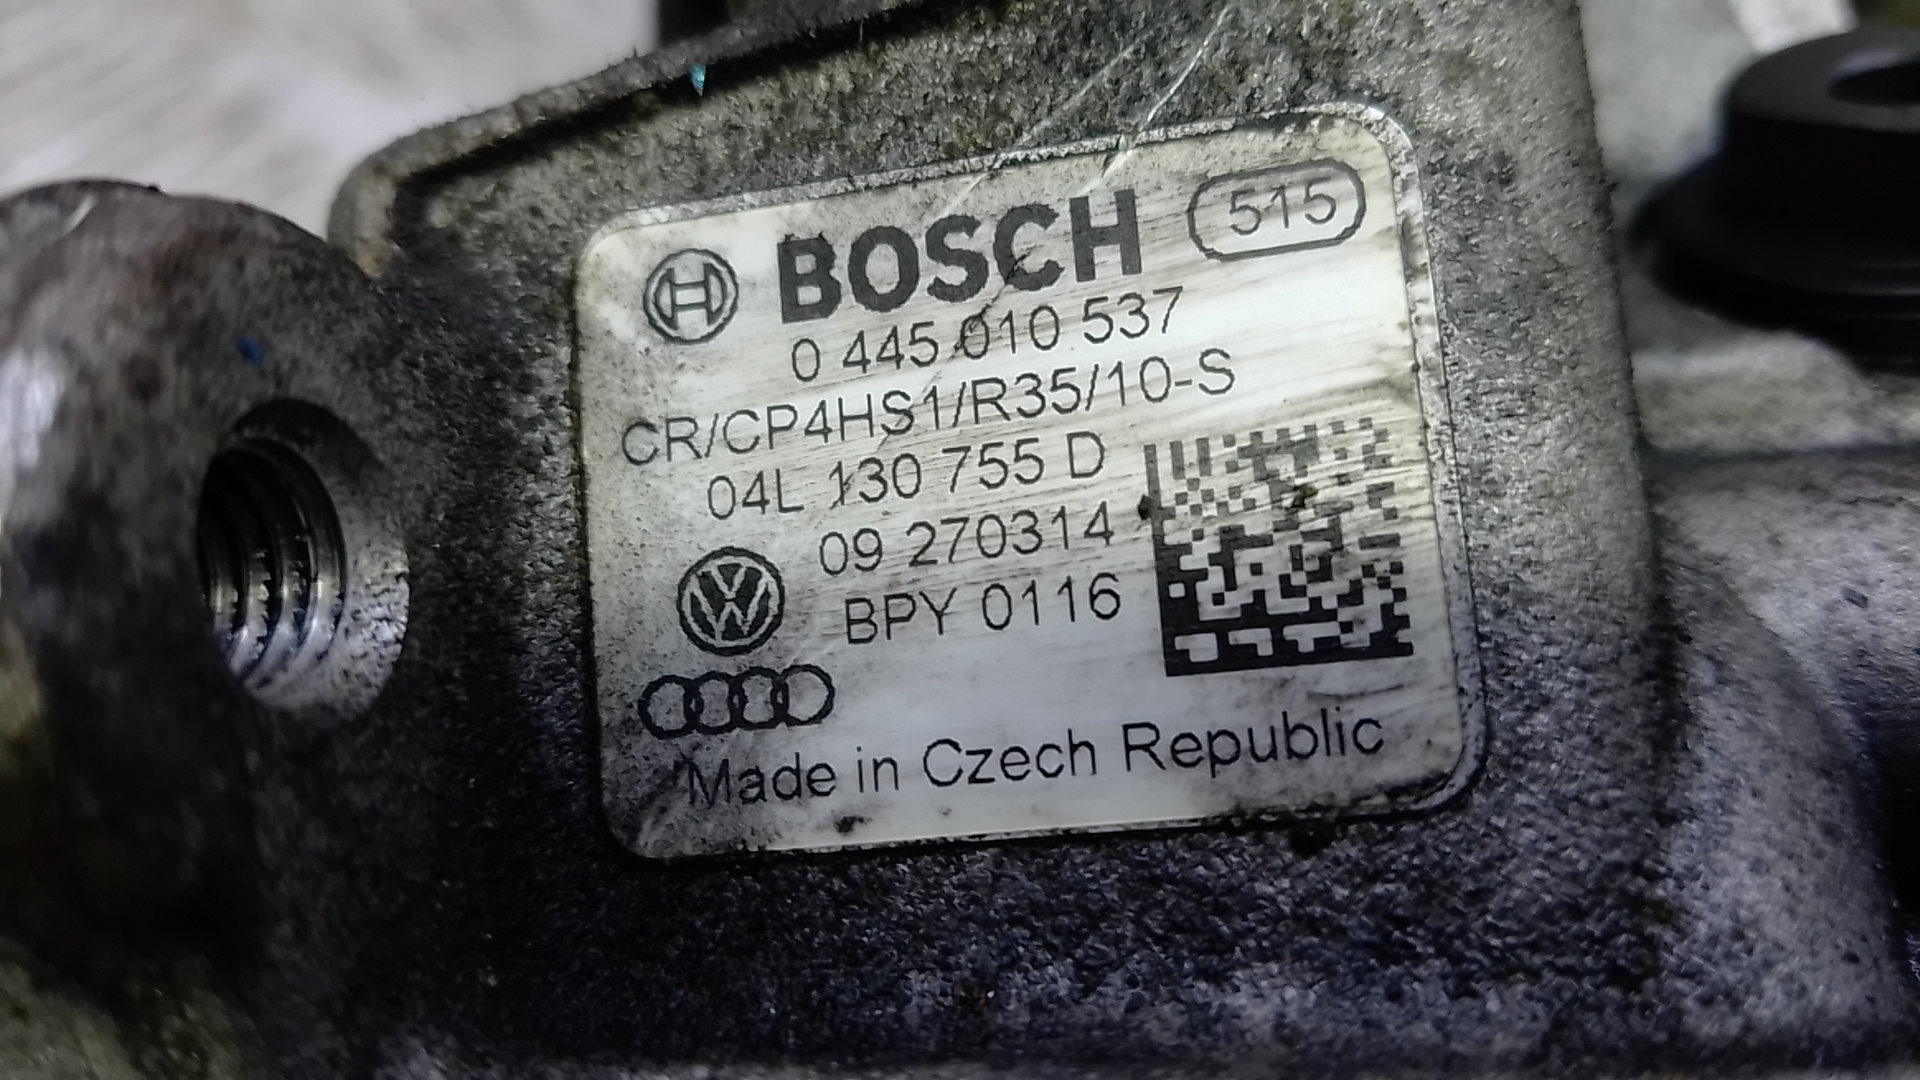 BOSCH 515
0 445 010 537
CR/CP4HS1/R35/10-S
04L 130 755 D
09 270314
BPY 0116
Made in Czech Republic